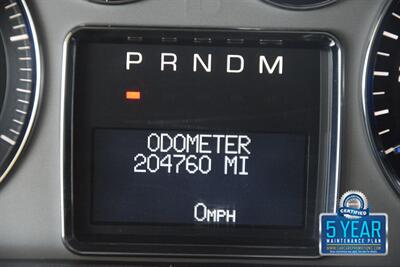 P R N D M
ODOMETER
204760 MI
0MPH
CERTIFIED
5 YEAR
MAINTENANCE PLAN